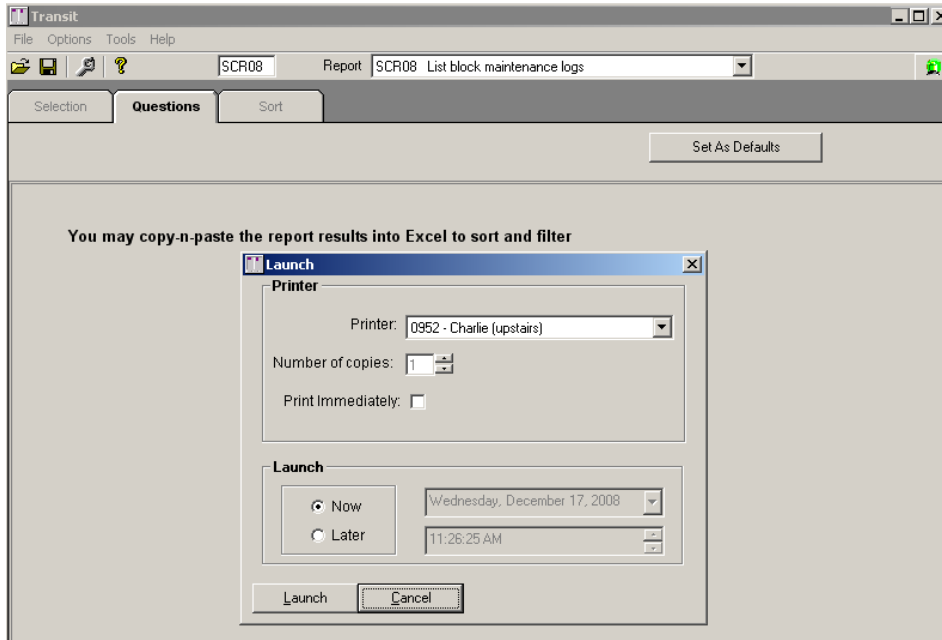 Transit
File Options Tools Help
SCR08 Report SCR08 List block maintenance logs
Selection Questions Sort
Set As Defaults
You may copy-n-paste the report results into Excel to sort and filter
Launch
Printer
Printer: 0952 - Charlie (upstairs)
Number of copies: 1
Print Immediately:
Launch
Now Wednesday, December 17, 2008
Later 11:26:25 AM
Launch Cancel